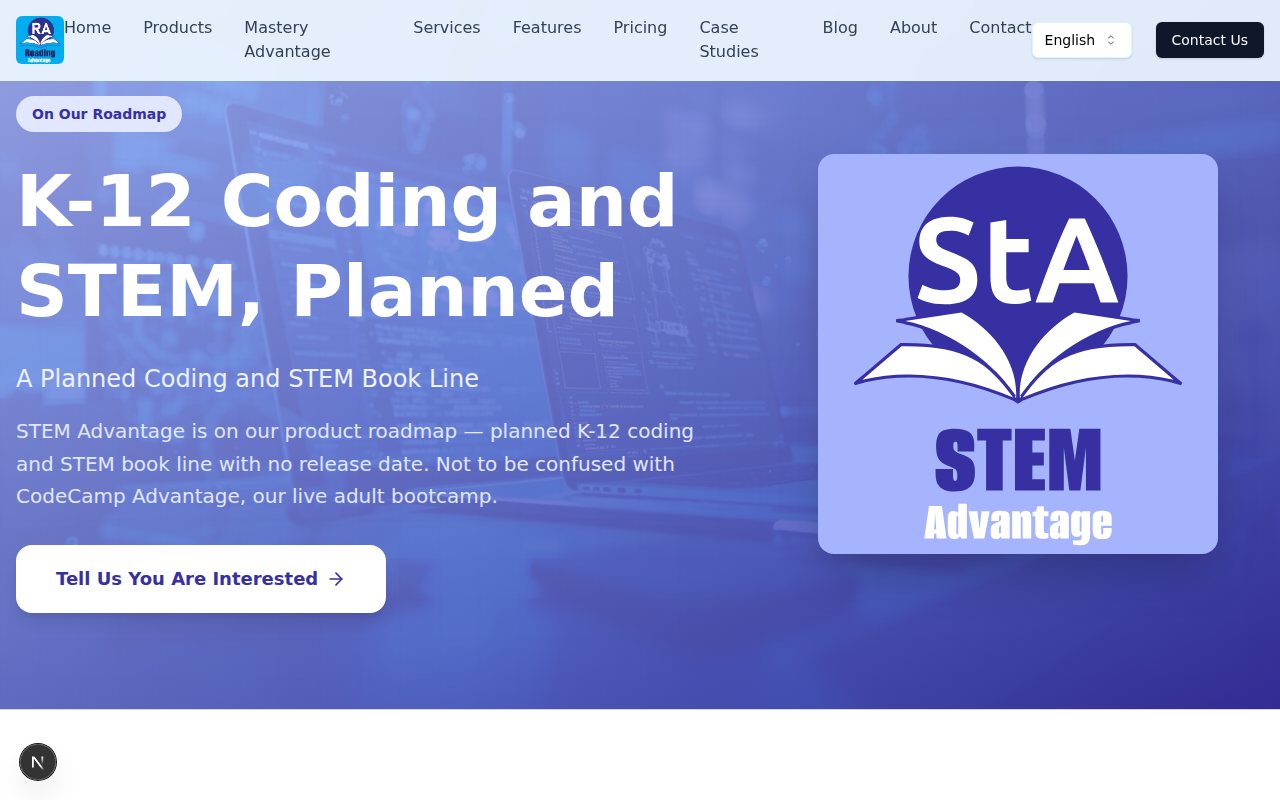 RA
Reading
Advantage
Home
Products
Mastery
Advantage
Services
Features
Pricing
Case
Studies
Blog
About
Contact
English
Contact Us
On Our Roadmap
K-12 Coding and
STEM, Planned
A Planned Coding and STEM Book Line
STEM Advantage is on our product roadmap — planned K-12 coding
and STEM book line with no release date. Not to be confused with
CodeCamp Advantage, our live adult bootcamp.
Tell Us You Are Interested
StA
STEM
Advantage
N